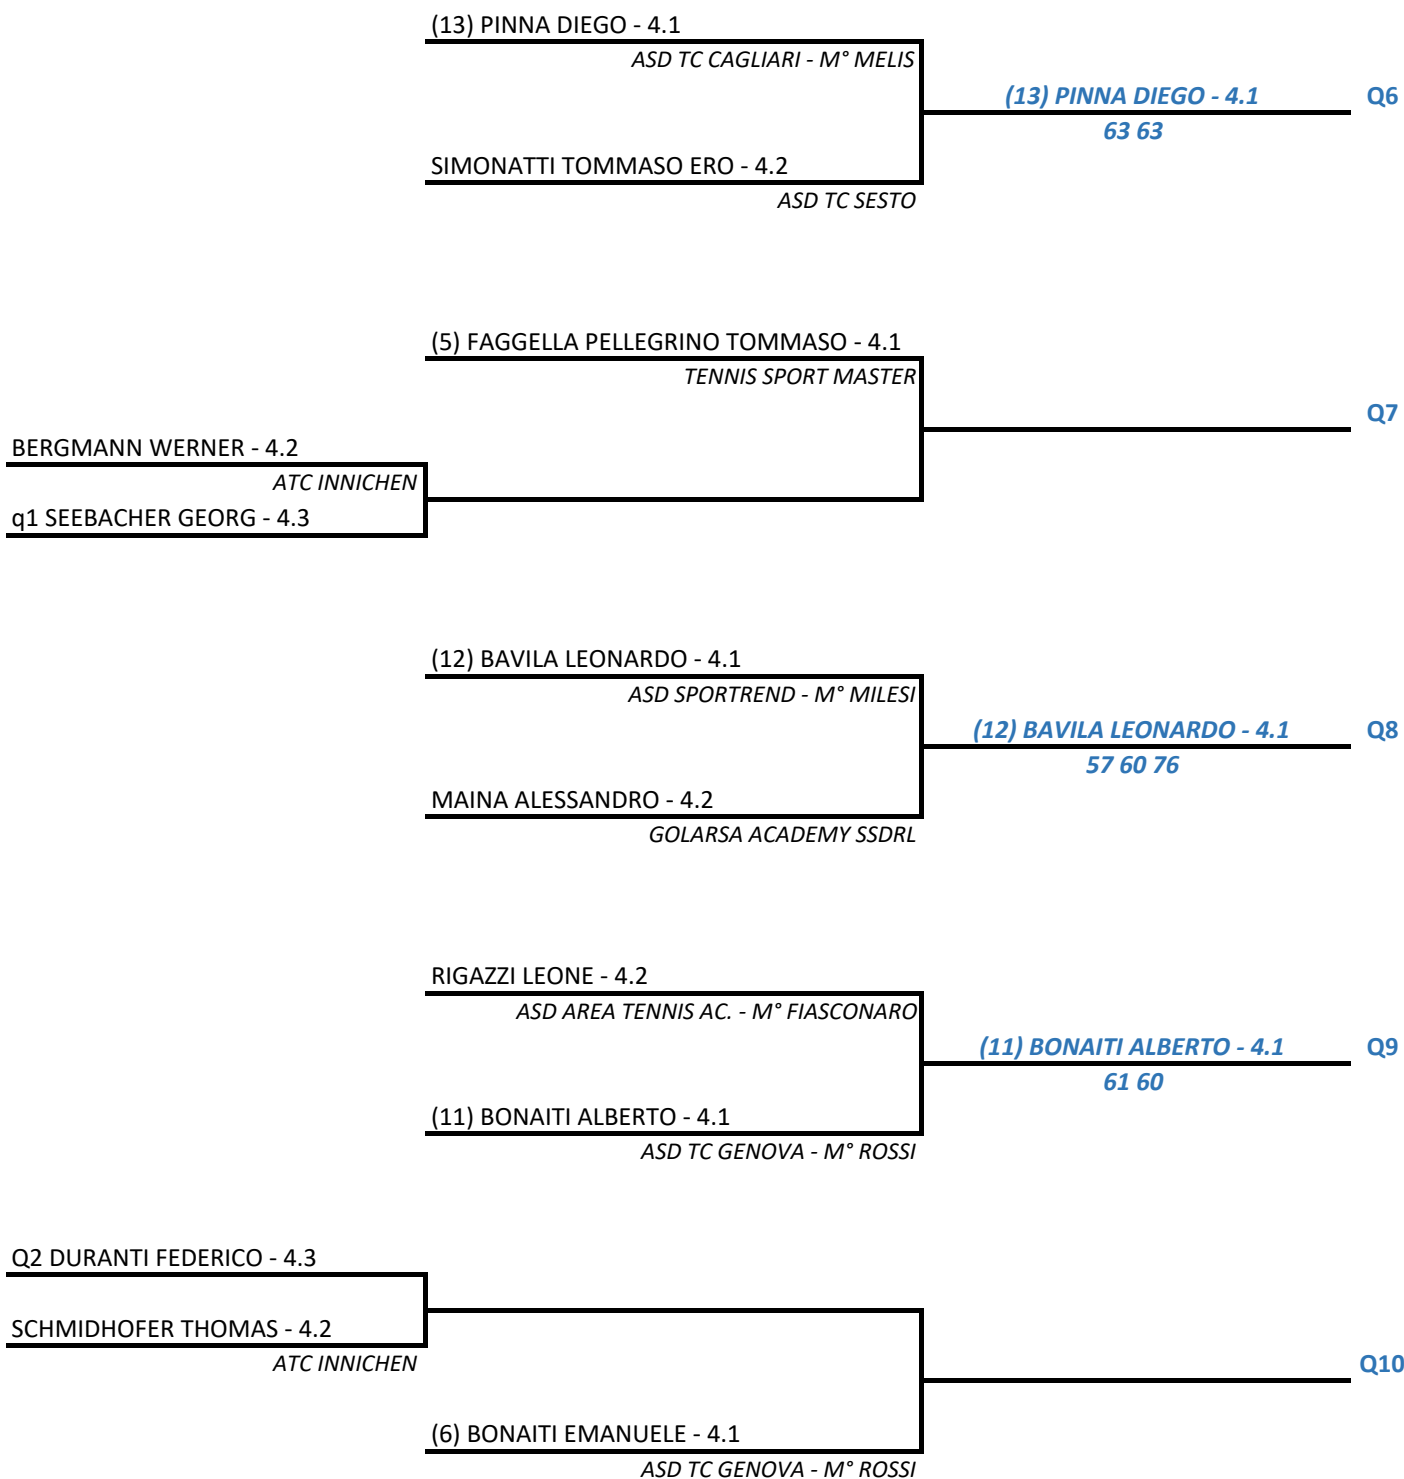 (13) PINNA DIEGO - 4.1
ASD TC CAGLIARI - M° MELIS
(13) PINNA DIEGO - 4.1
Q6
63 63
SIMONATTI TOMMASO ERO - 4.2
ASD TC SESTO
(5) FAGGELLA PELLEGRINO TOMMASO - 4.1
TENNIS SPORT MASTER
Q7
BERGMANN WERNER - 4.2
ATC INNICHEN
q1 SEEBACHER GEORG - 4.3
(12) BAVILA LEONARDO - 4.1
ASD SPORTREND - M° MILESI
(12) BAVILA LEONARDO - 4.1
Q8
57 60 76
MAINA ALESSANDRO - 4.2
GOLARSA ACADEMY SSDRL
RIGAZZI LEONE - 4.2
ASD AREA TENNIS AC. - M° FIASCONARO
(11) BONAITI ALBERTO - 4.1
Q9
61 60
(11) BONAITI ALBERTO - 4.1
ASD TC GENOVA - M° ROSSI
Q2 DURANTI FEDERICO - 4.3
SCHMIDHOFER THOMAS - 4.2
ATC INNICHEN
Q10
(6) BONAITI EMANUELE - 4.1
ASD TC GENOVA - M° ROSSI